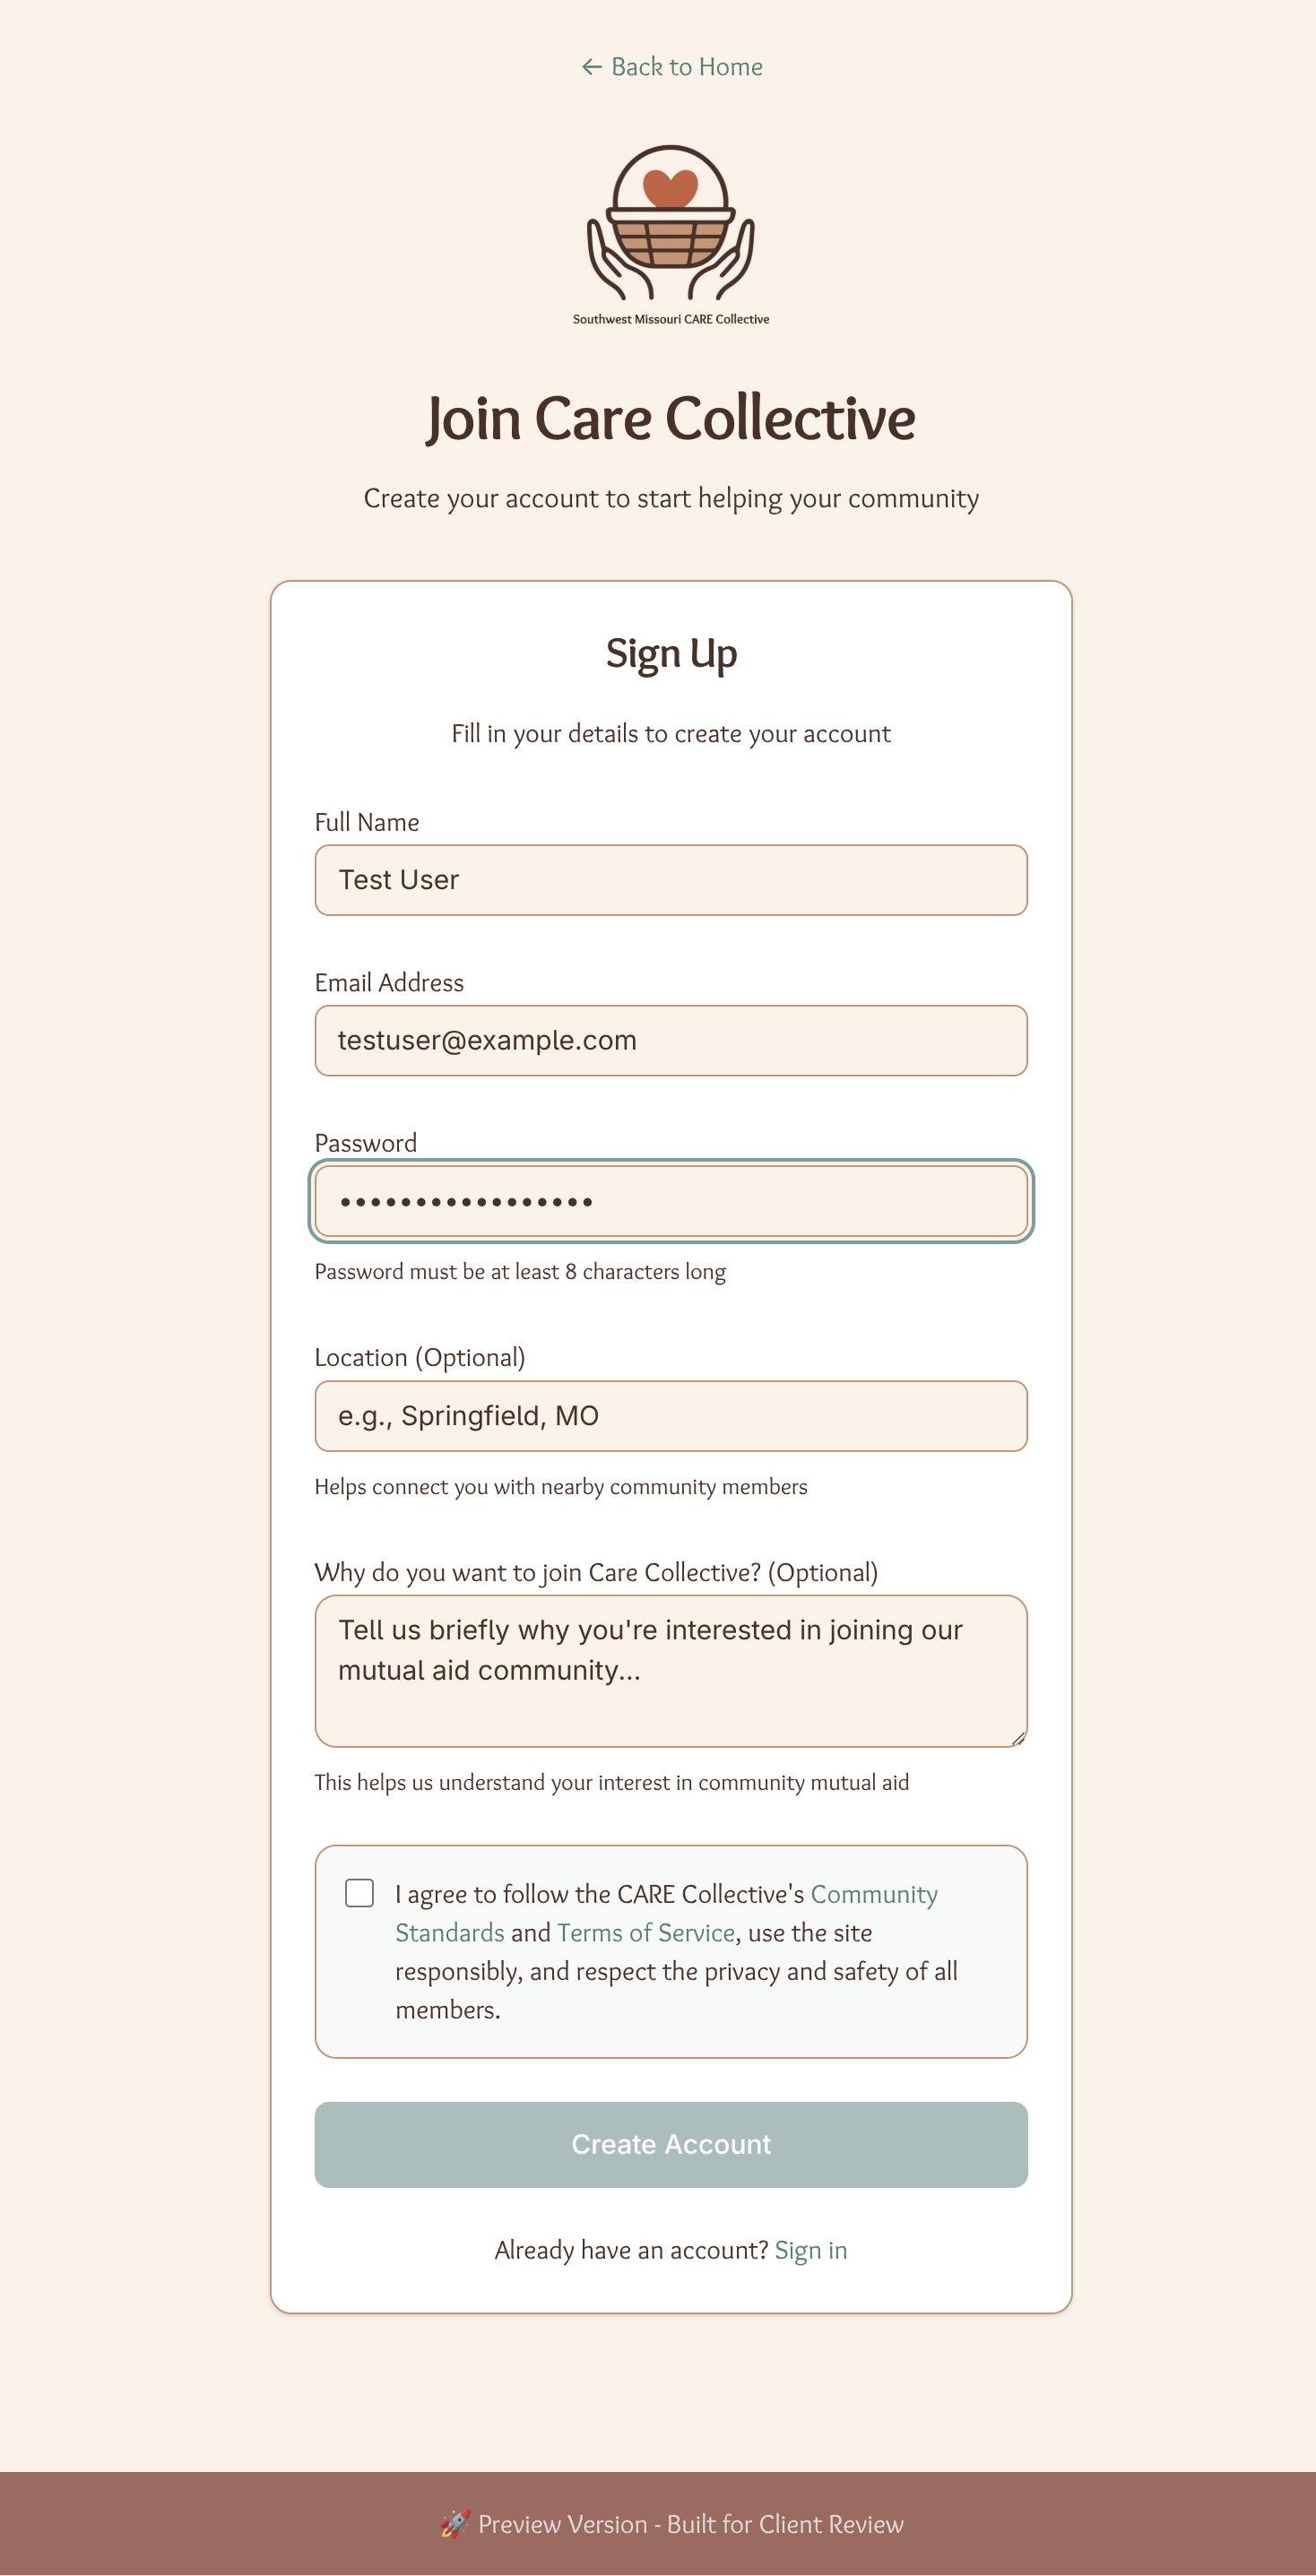 ← Back to Home
Southwest Missouri CARE Collective
Join Care Collective
Create your account to start helping your community
Sign Up
Fill in your details to create your account
Full Name
Test User
Email Address
testuser@example.com
Password
•••••••••••••••••
Password must be at least 8 characters long
Location (Optional)
e.g., Springfield, MO
Helps connect you with nearby community members
Why do you want to join Care Collective? (Optional)
Tell us briefly why you're interested in joining our
mutual aid community...
This helps us understand your interest in community mutual aid
I agree to follow the CARE Collective's Community
Standards and Terms of Service, use the site
responsibly, and respect the privacy and safety of all
members.
Create Account
Already have an account? Sign in
🚀 Preview Version - Built for Client Review